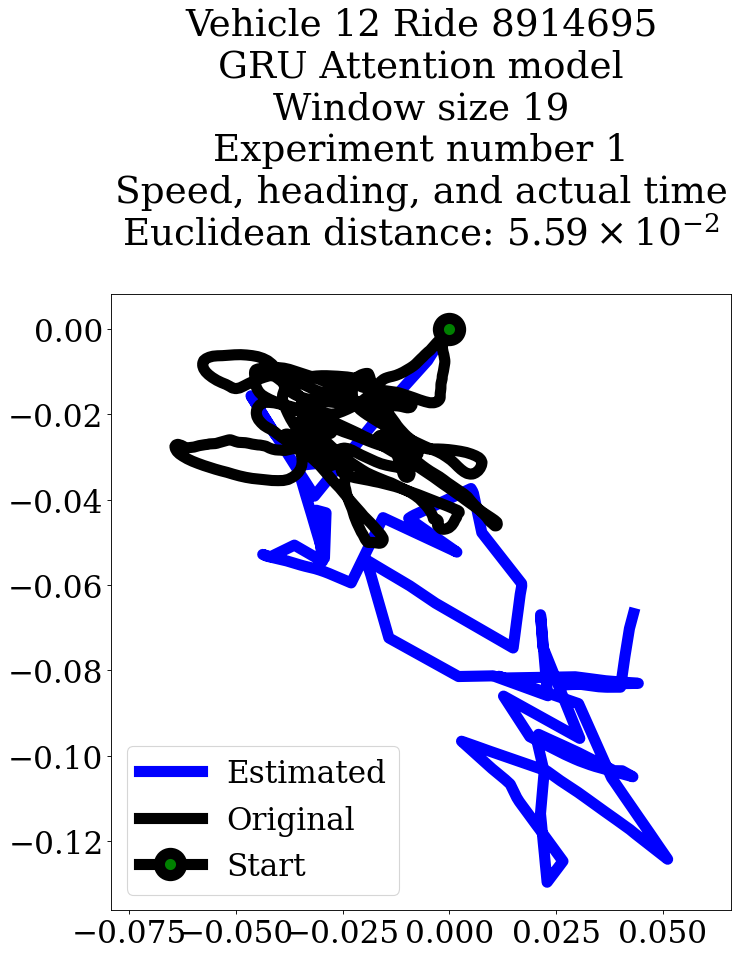 Vehicle 12 Ride 8914695
GRU Attention model
Window size 19
Experiment number 1
Speed, heading, and actual time
Euclidean distance: 5.59 × 10⁻²
0.00
−0.02
−0.04
−0.06
−0.08
−0.10
−0.12
Estimated
Original
Start
−0.075 −0.050 −0.025 0.000 0.025 0.050